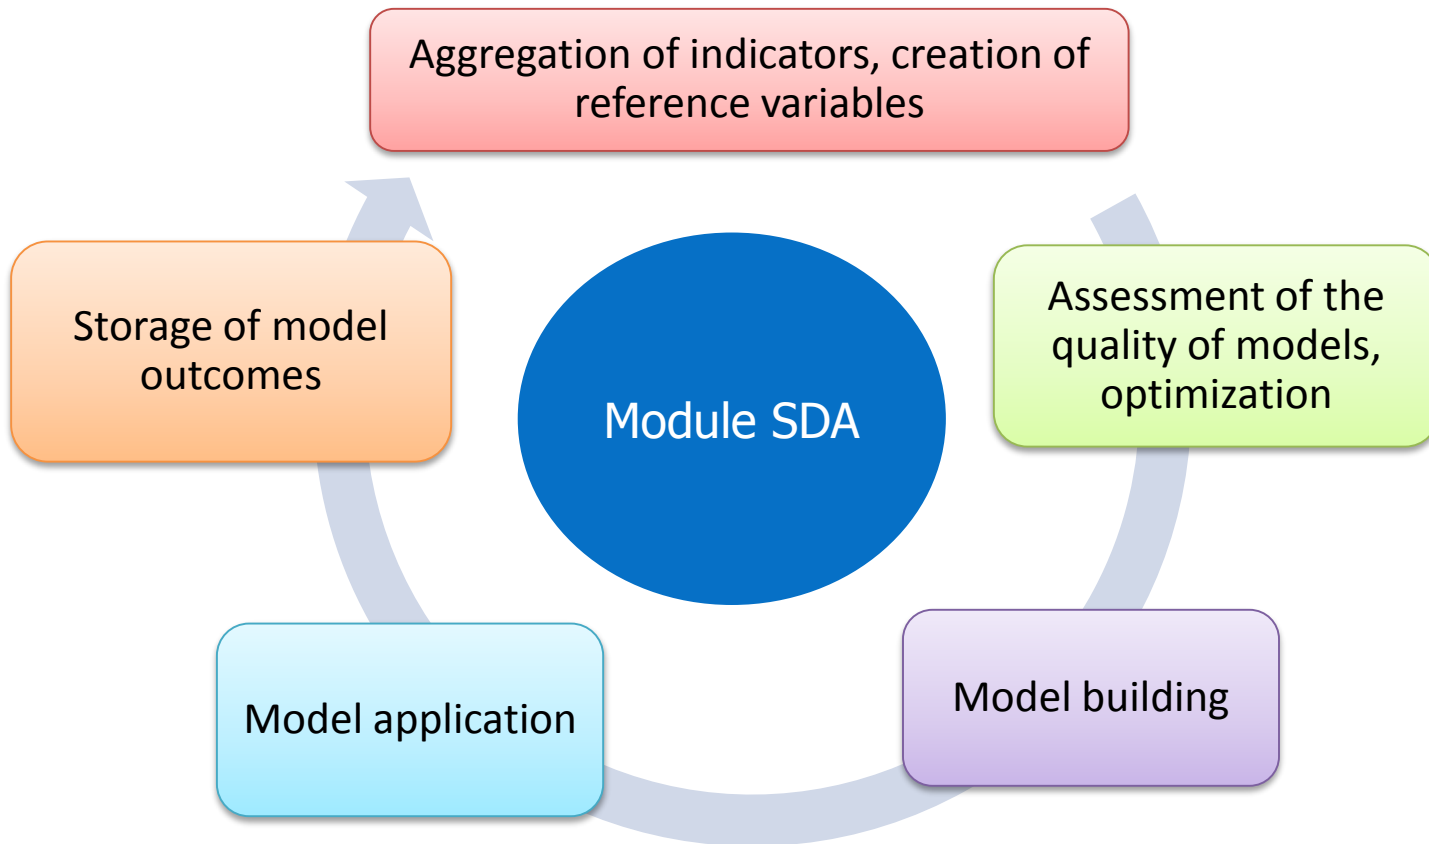 Aggregation of indicators, creation of
reference variables
Storage of model
outcomes
Module SDA
Assessment of the
quality of models,
optimization
Model application
Model building